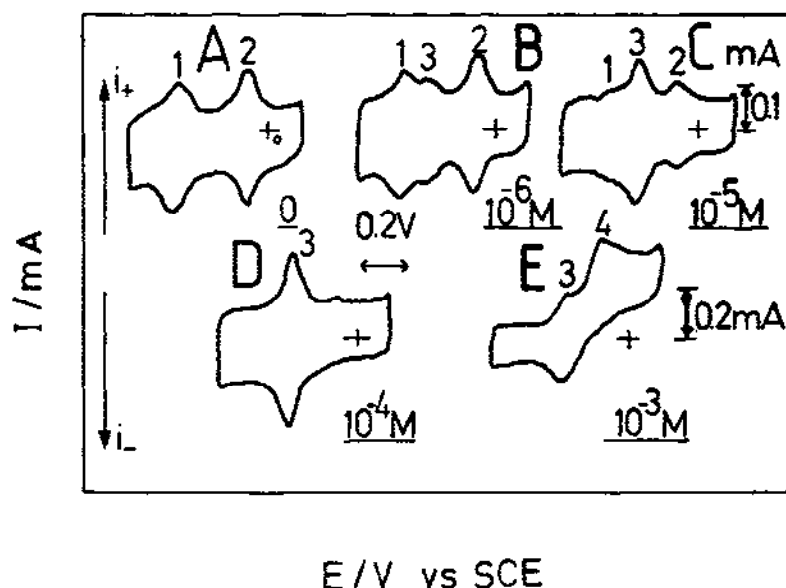 A 1 2
+o
0
1 3 2 B
+
10⁻⁶M
1 3 2 C mA
+
0.1
10⁻⁵M
i₊
I/mA
i₋
0.2V
D 3
+
10⁻⁴M
E 3 4
+
0.2mA
10⁻³M
E/V vs SCE